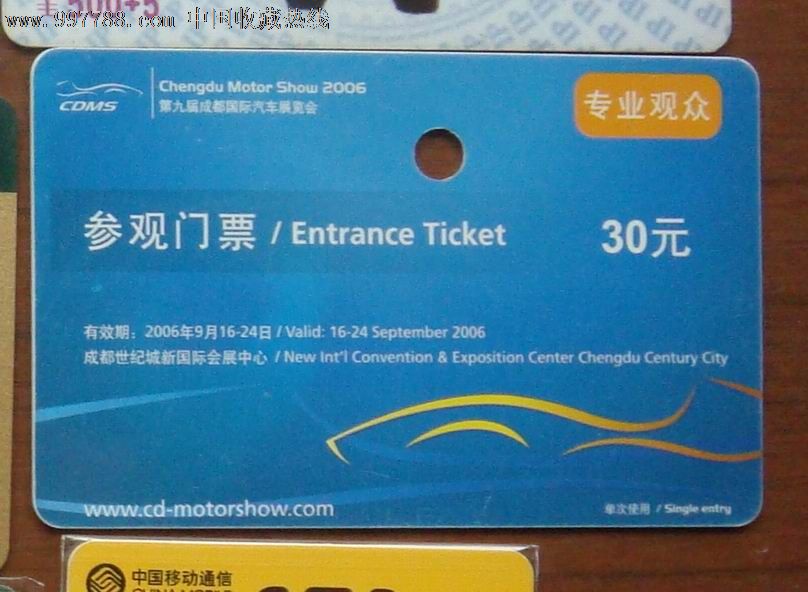 500+5
www.997788.com 中国收藏热线
CDMS
Chengdu Motor Show 2006
第九届成都国际汽车展览会
专业观众
参观门票 / Entrance Ticket
30元
有效期：2006年9月16-24日 / Valid: 16-24 September 2006
成都世纪城新国际会展中心 / New Int'l Convention & Exposition Center Chengdu Century City
www.cd-motorshow.com
单次使用 / Single entry
中国移动通信